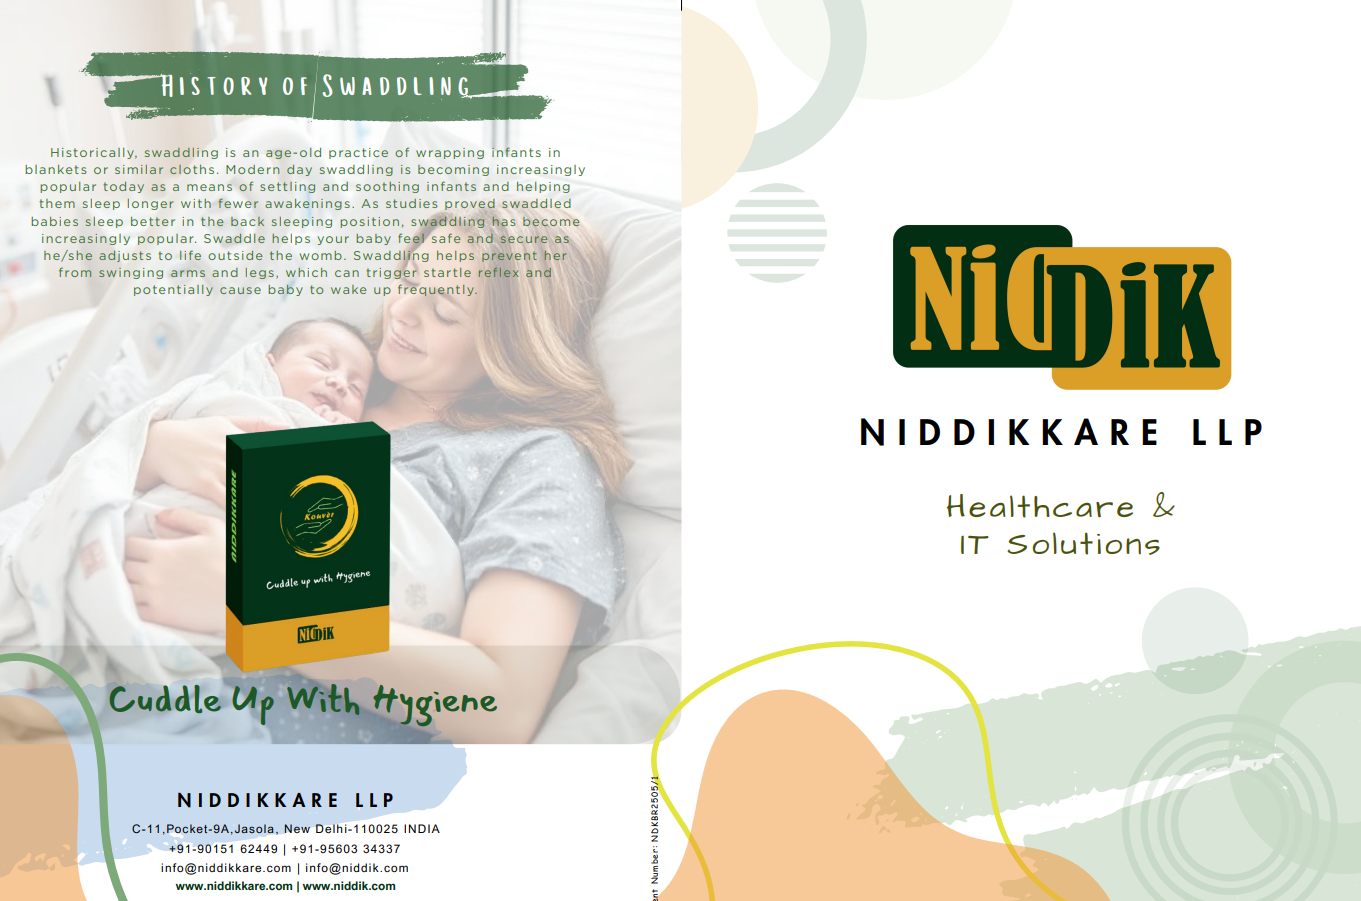 History of Swaddling
Historically, swaddling is an age-old practice of wrapping infants in
blankets or similar cloths. Modern day swaddling is becoming increasingly
popular today as a means of settling and soothing infants and helping
them sleep longer with fewer awakenings. As studies proved swaddled
babies sleep better in the back sleeping position, swaddling has become
increasingly popular. Swaddle helps your baby feel safe and secure as
he/she adjusts to life outside the womb. Swaddling helps prevent her
from swinging arms and legs, which can trigger startle reflex and
potentially cause baby to wake up frequently.
NIDDIKKARE
Kouvër
Cuddle up with Hygiene
NIDDIK
Cuddle Up With Hygiene
NIDDIKKARE LLP
C-11,Pocket-9A,Jasola, New Delhi-110025 INDIA
+91-90151 62449 | +91-95603 34337
info@niddikkare.com | info@niddik.com
www.niddikkare.com | www.niddik.com
Number: NDKBR2505/1
NiDDiK
NIDDIKKARE LLP
Healthcare &
IT Solutions